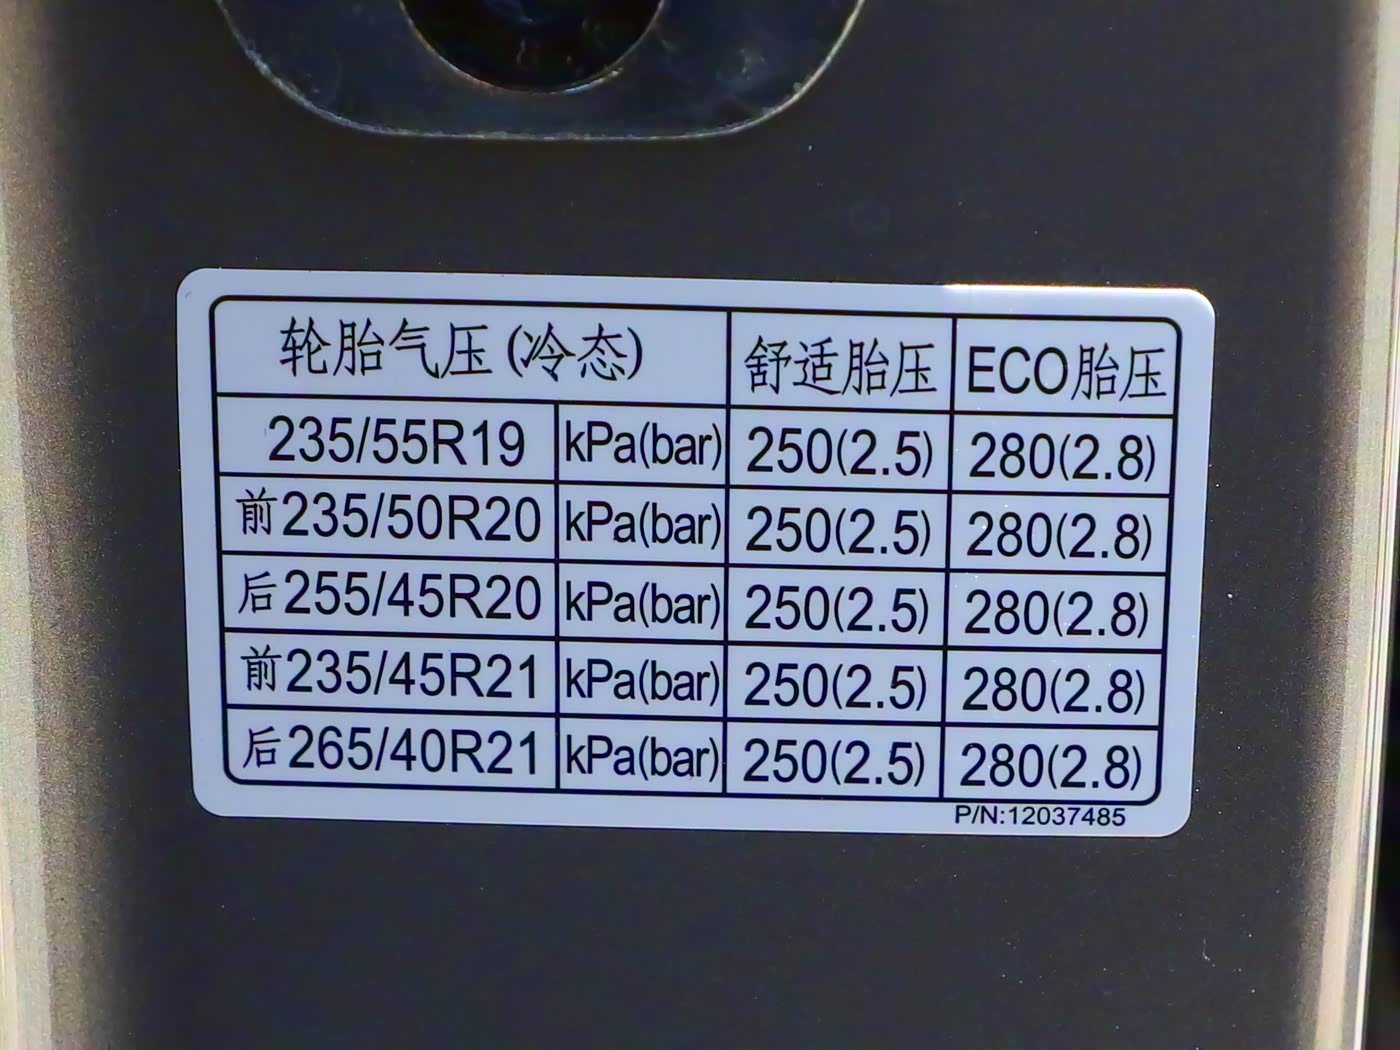 轮胎气压(冷态) 舒适胎压 ECO胎压
235/55R19 kPa(bar) 250(2.5) 280(2.8)
前235/50R20 kPa(bar) 250(2.5) 280(2.8)
后255/45R20 kPa(bar) 250(2.5) 280(2.8)
前235/45R21 kPa(bar) 250(2.5) 280(2.8)
后265/40R21 kPa(bar) 250(2.5) 280(2.8)
P/N:12037485